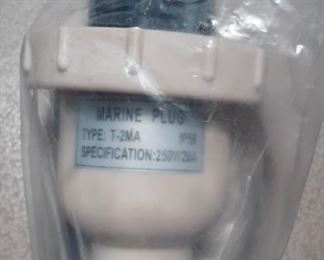 MARINE PLUG
TYPE: T-2MA IP56
SPECIFICATION:250V/20A